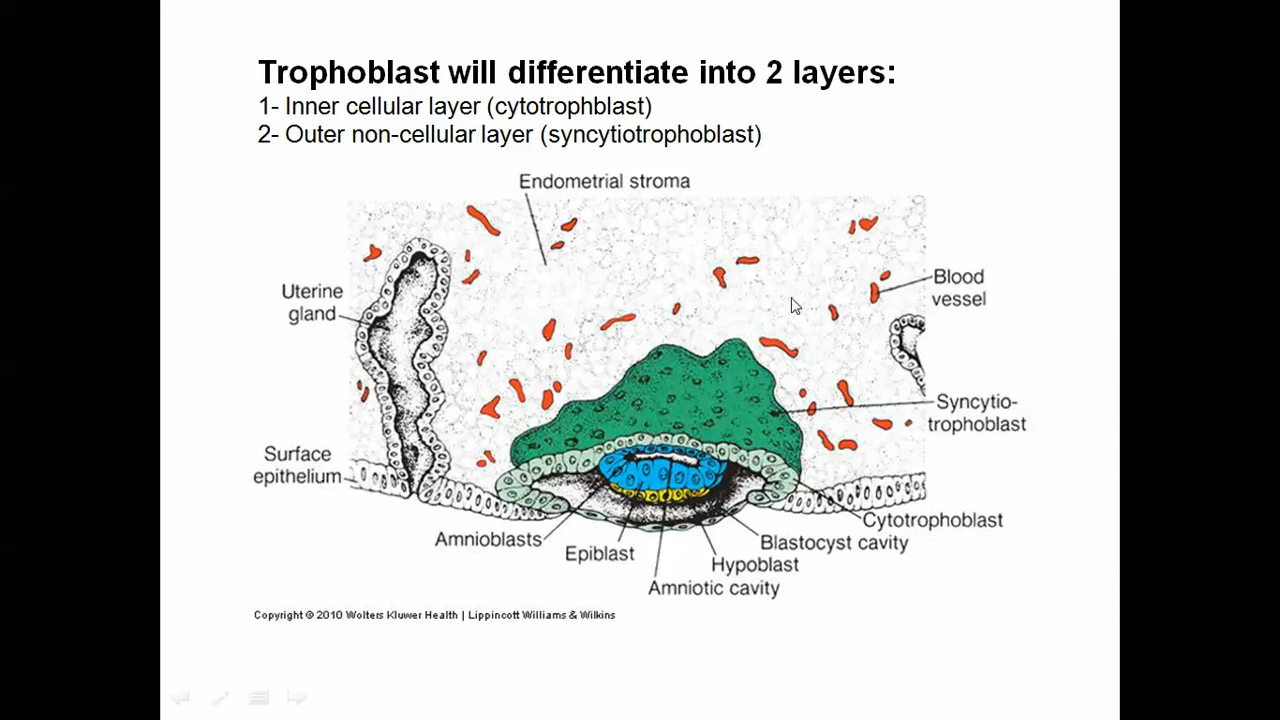 Trophoblast will differentiate into 2 layers:
1- Inner cellular layer (cytotrophblast)
2- Outer non-cellular layer (syncytiotrophoblast)
Endometrial stroma
Uterine
gland
Blood
vessel
Syncytio-
trophoblast
Surface
epithelium
Cytotrophoblast
Amnioblasts
Blastocyst cavity
Epiblast
Hypoblast
Amniotic cavity
Copyright © 2010 Wolters Kluwer Health | Lippincott Williams & Wilkins